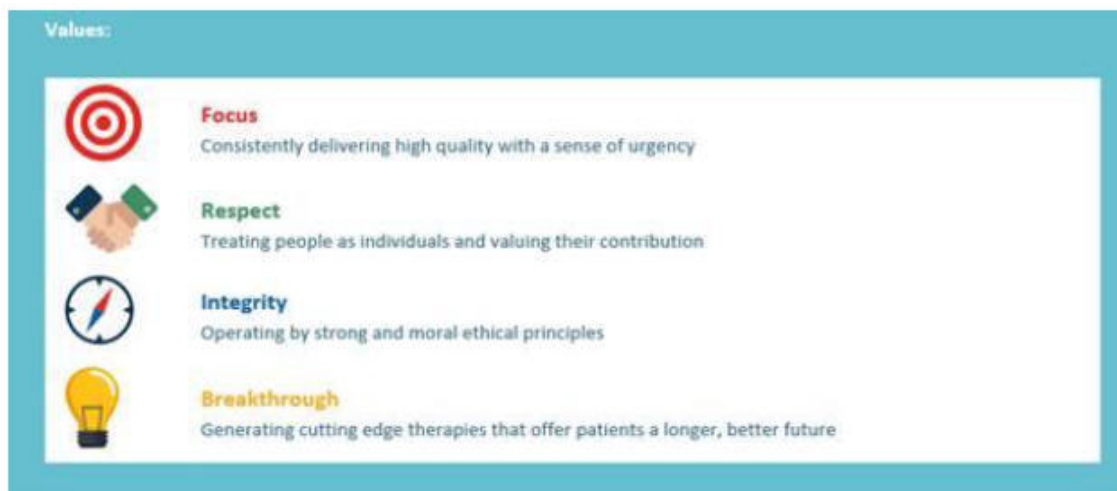 Values:
Focus
Consistently delivering high quality with a sense of urgency
Respect
Treating people as individuals and valuing their contribution
Integrity
Operating by strong and moral ethical principles
Breakthrough
Generating cutting edge therapies that offer patients a longer, better future